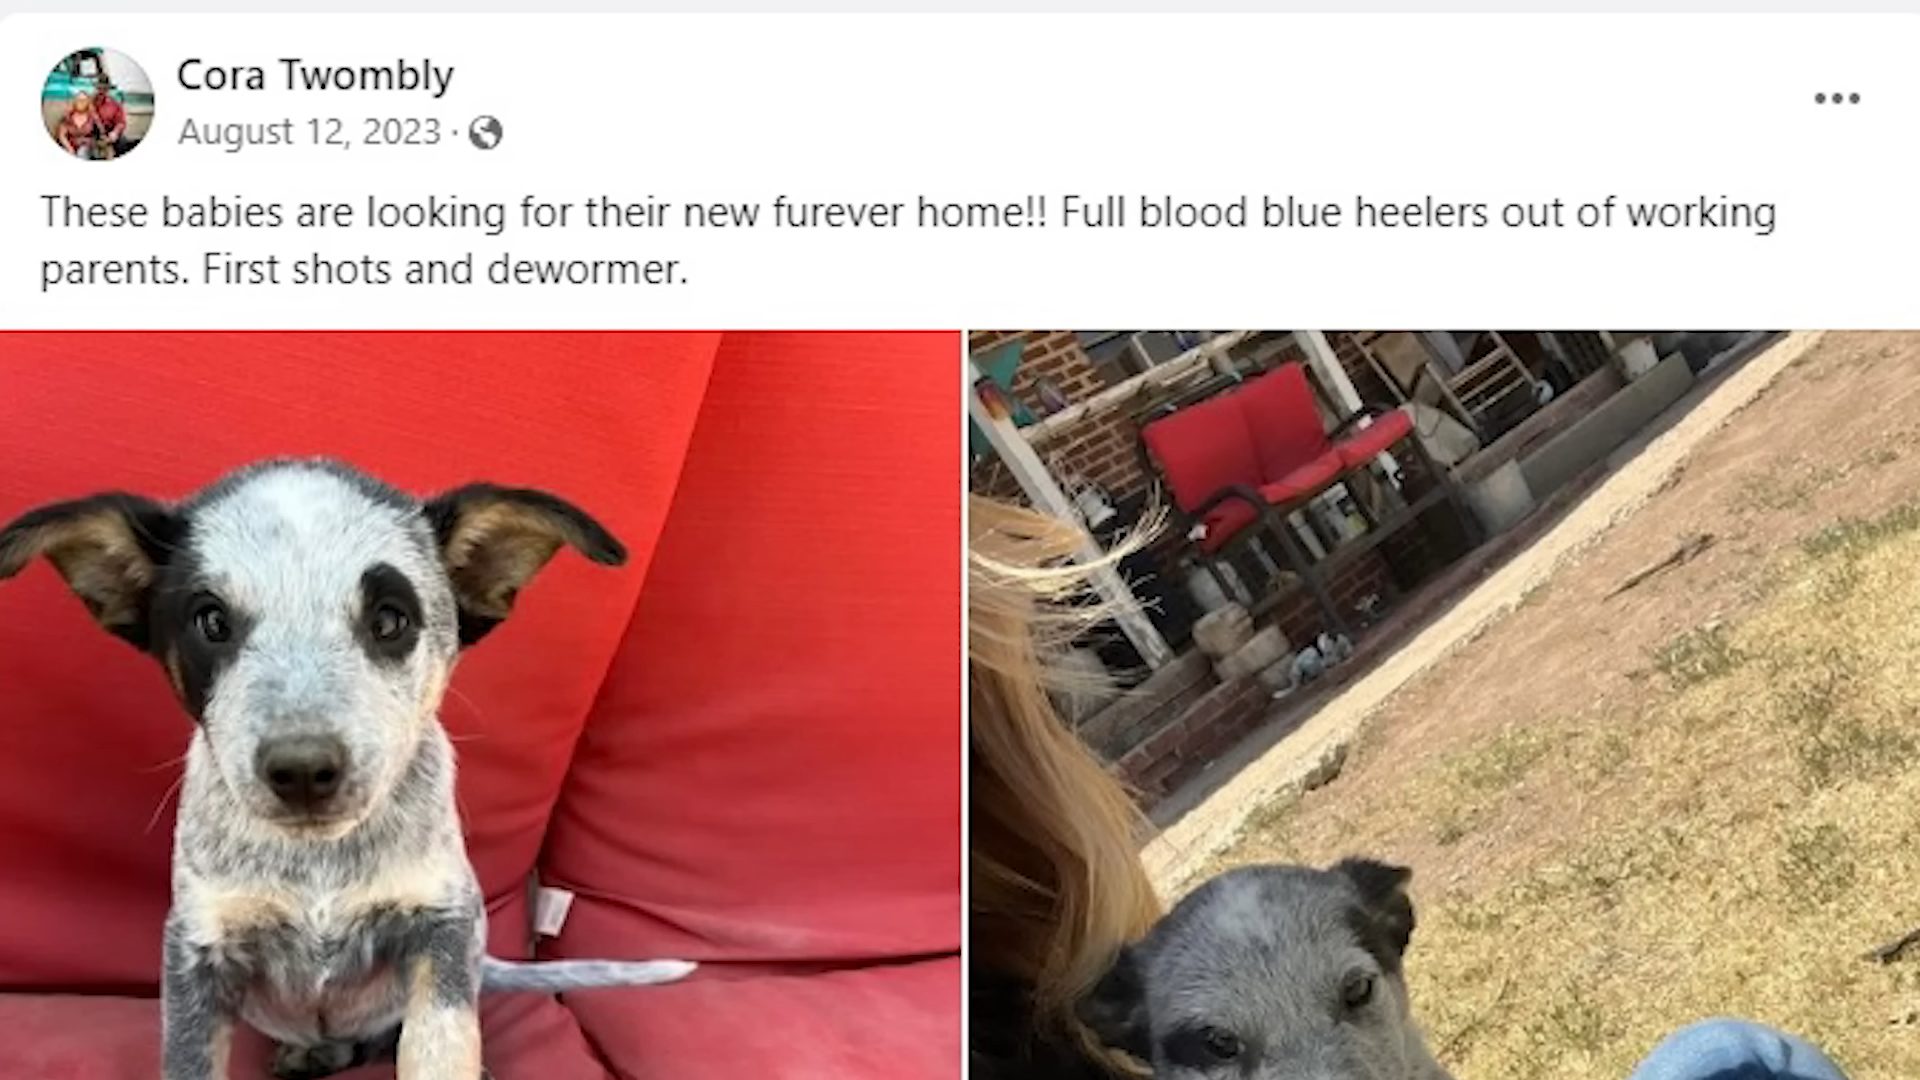 Cora Twombly
August 12, 2023 ·
These babies are looking for their new furever home!! Full blood blue heelers out of working
parents. First shots and dewormer.